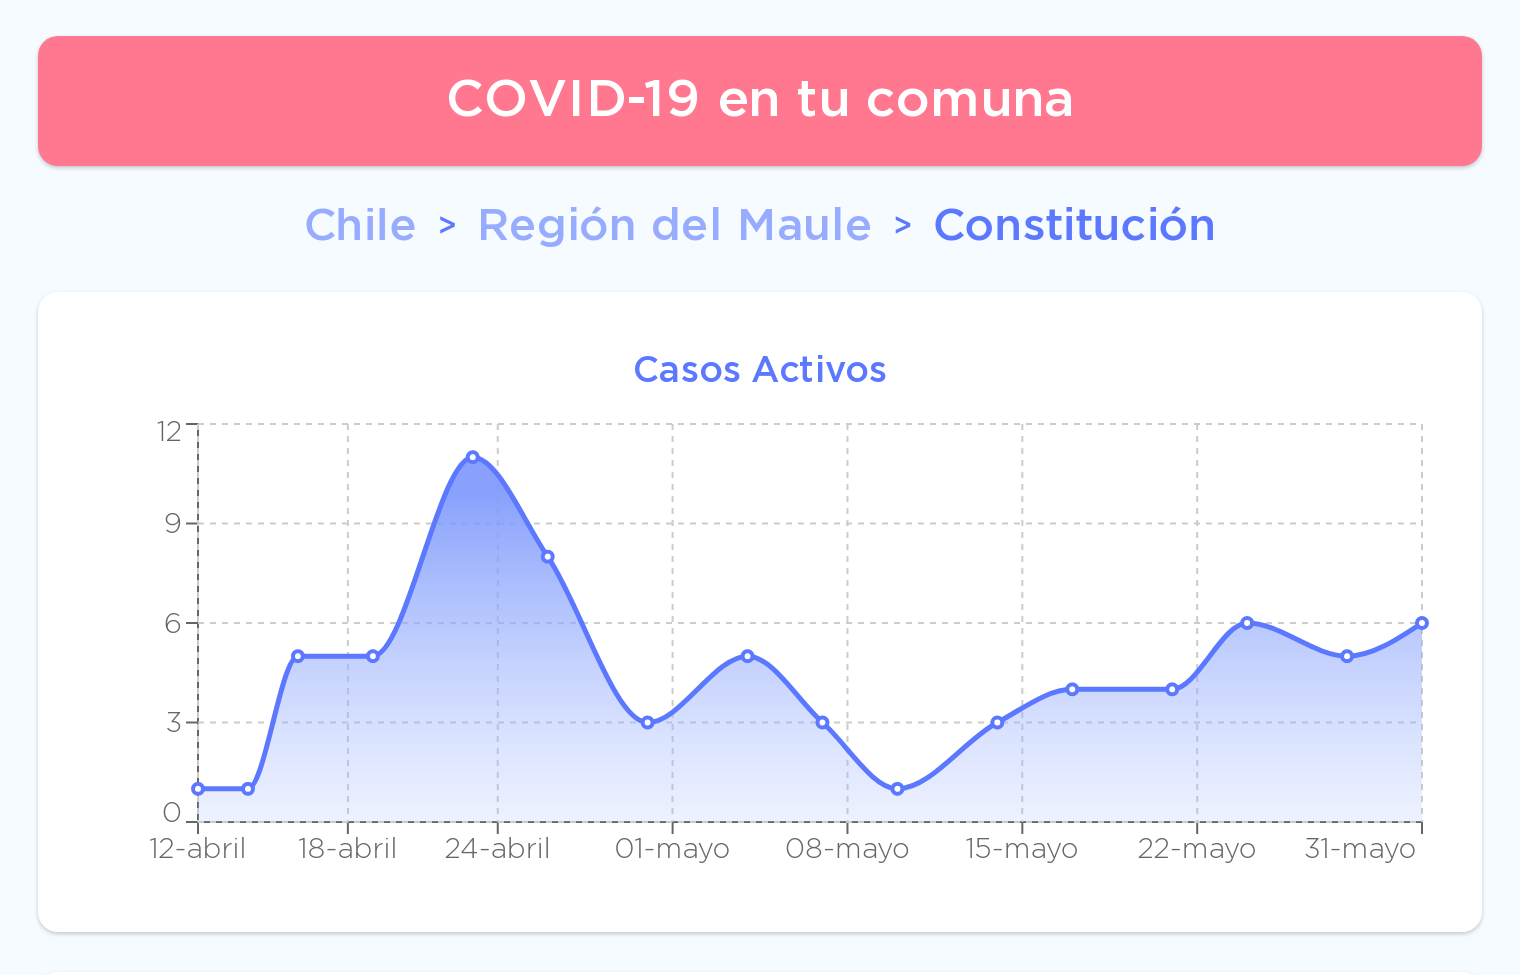 COVID-19 en tu comuna
Chile > Región del Maule > Constitución
Casos Activos
12
9
6
3
0
12-abril 18-abril 24-abril 01-mayo 08-mayo 15-mayo 22-mayo 31-mayo